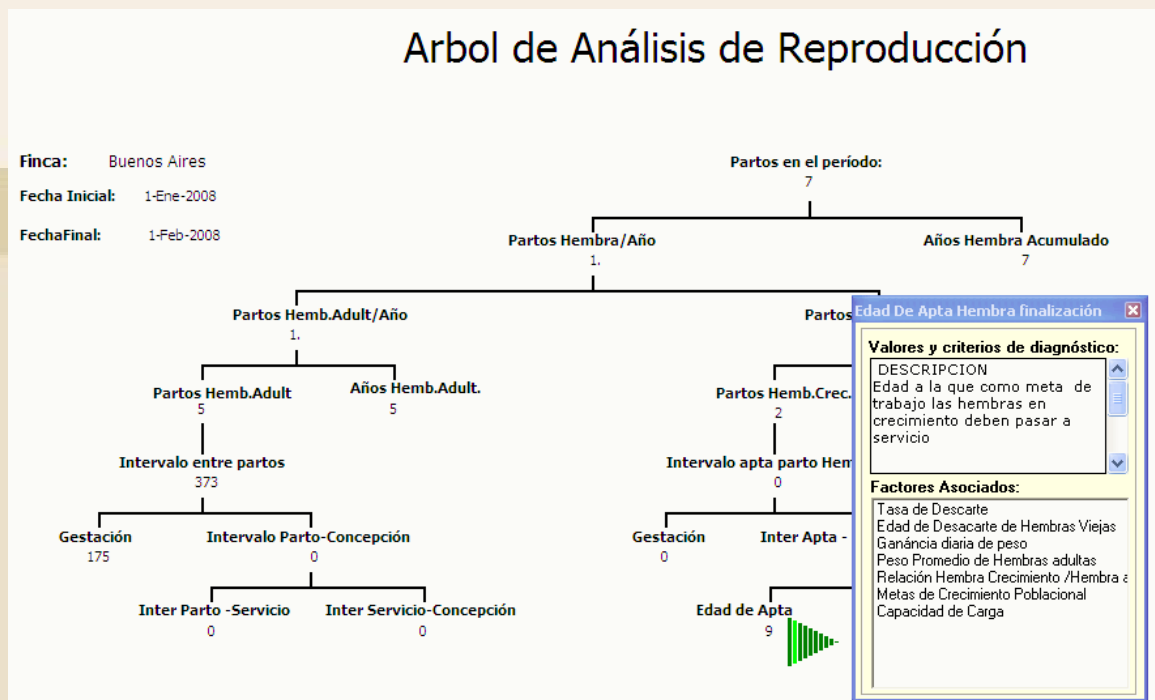 Arbol de Análisis de Reproducción
Finca: Buenos Aires
Partos en el período:
7
Fecha Inicial: 1-Ene-2008
FechaFinal: 1-Feb-2008
Partos Hembra/Año
1.
Años Hembra Acumulado
7
Partos Hemb.Adult/Año
1.
Partos
Partos Hemb.Adult
5
Años Hemb.Adult.
5
Partos Hemb.Crec.
2
Intervalo entre partos
373
Intervalo apta parto Hem
0
Gestación
175
Intervalo Parto-Concepción
0
Gestación
0
Inter Apta -
Inter Parto -Servicio
0
Inter Servicio-Concepción
0
Edad de Apta
9
Edad De Apta Hembra finalización
Valores y criterios de diagnóstico:
DESCRIPCION
Edad a la que como meta de
trabajo las hembras en
crecimiento deben pasar a
servicio
Factores Asociados:
Tasa de Descarte
Edad de Desacarte de Hembras Viejas
Ganáncia diaria de peso
Peso Promedio de Hembras adultas
Relación Hembra Crecimiento /Hembra a
Metas de Crecimiento Poblacional
Capacidad de Carga